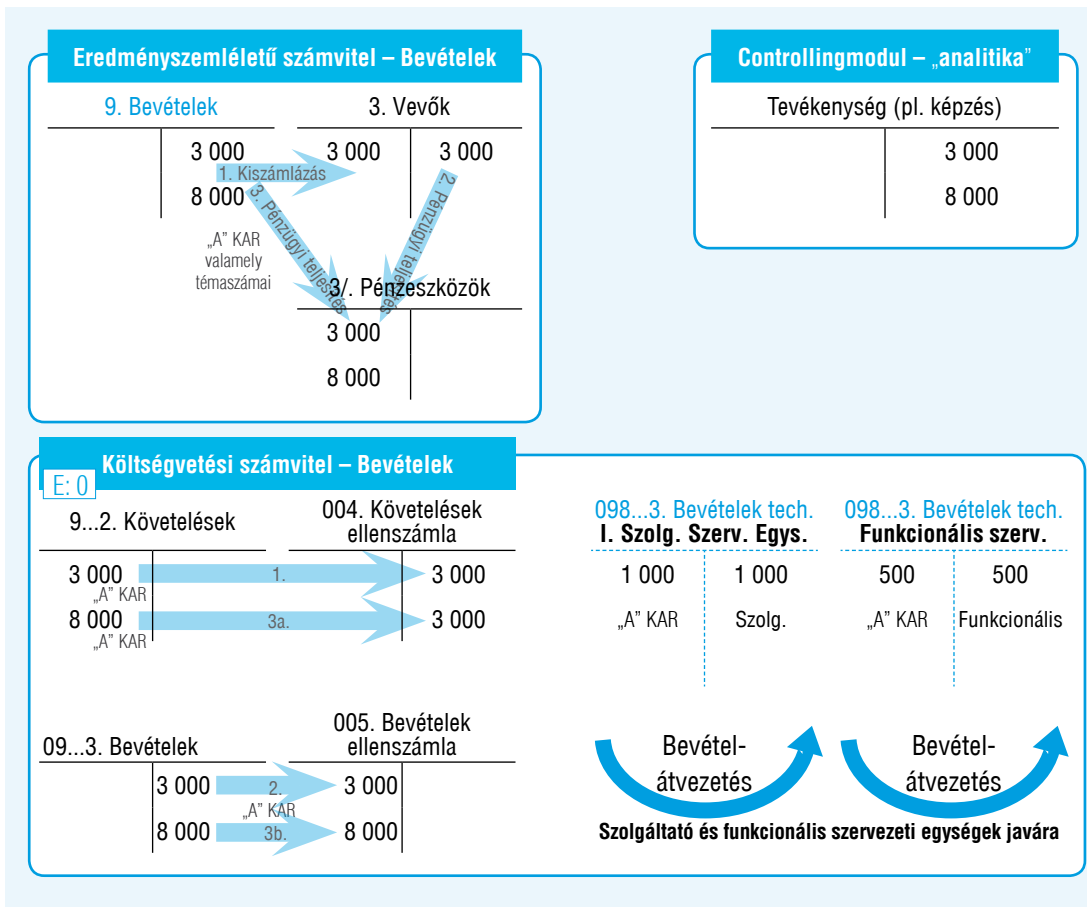 Eredményszemléletű számvitel – Bevételek
9. Bevételek
3. Vevők
3 000
3 000
3 000
1. Kiszámlázás
8 000
2. Pénzügyi teljesítés
3. Pénzügyi teljesítés
„A” KAR
valamely
témaszámai
3/. Pénzeszközök
3 000
8 000
Controllingmodul – „analitika”
Tevékenység (pl. képzés)
3 000
8 000
Költségvetési számvitel – Bevételek
E: 0
9...2. Követelések
004. Követelések
ellenszámla
3 000
1.
3 000
„A” KAR
8 000
3a.
3 000
„A” KAR
09...3. Bevételek
005. Bevételek
ellenszámla
3 000
2.
3 000
„A” KAR
8 000
3b.
8 000
098...3. Bevételek tech.
I. Szolg. Szerv. Egys.
1 000
1 000
„A” KAR
Szolg.
098...3. Bevételek tech.
Funkcionális szerv.
500
500
„A” KAR
Funkcionális
Bevétel-
átvezetés
Bevétel-
átvezetés
Szolgáltató és funkcionális szervezeti egységek javára